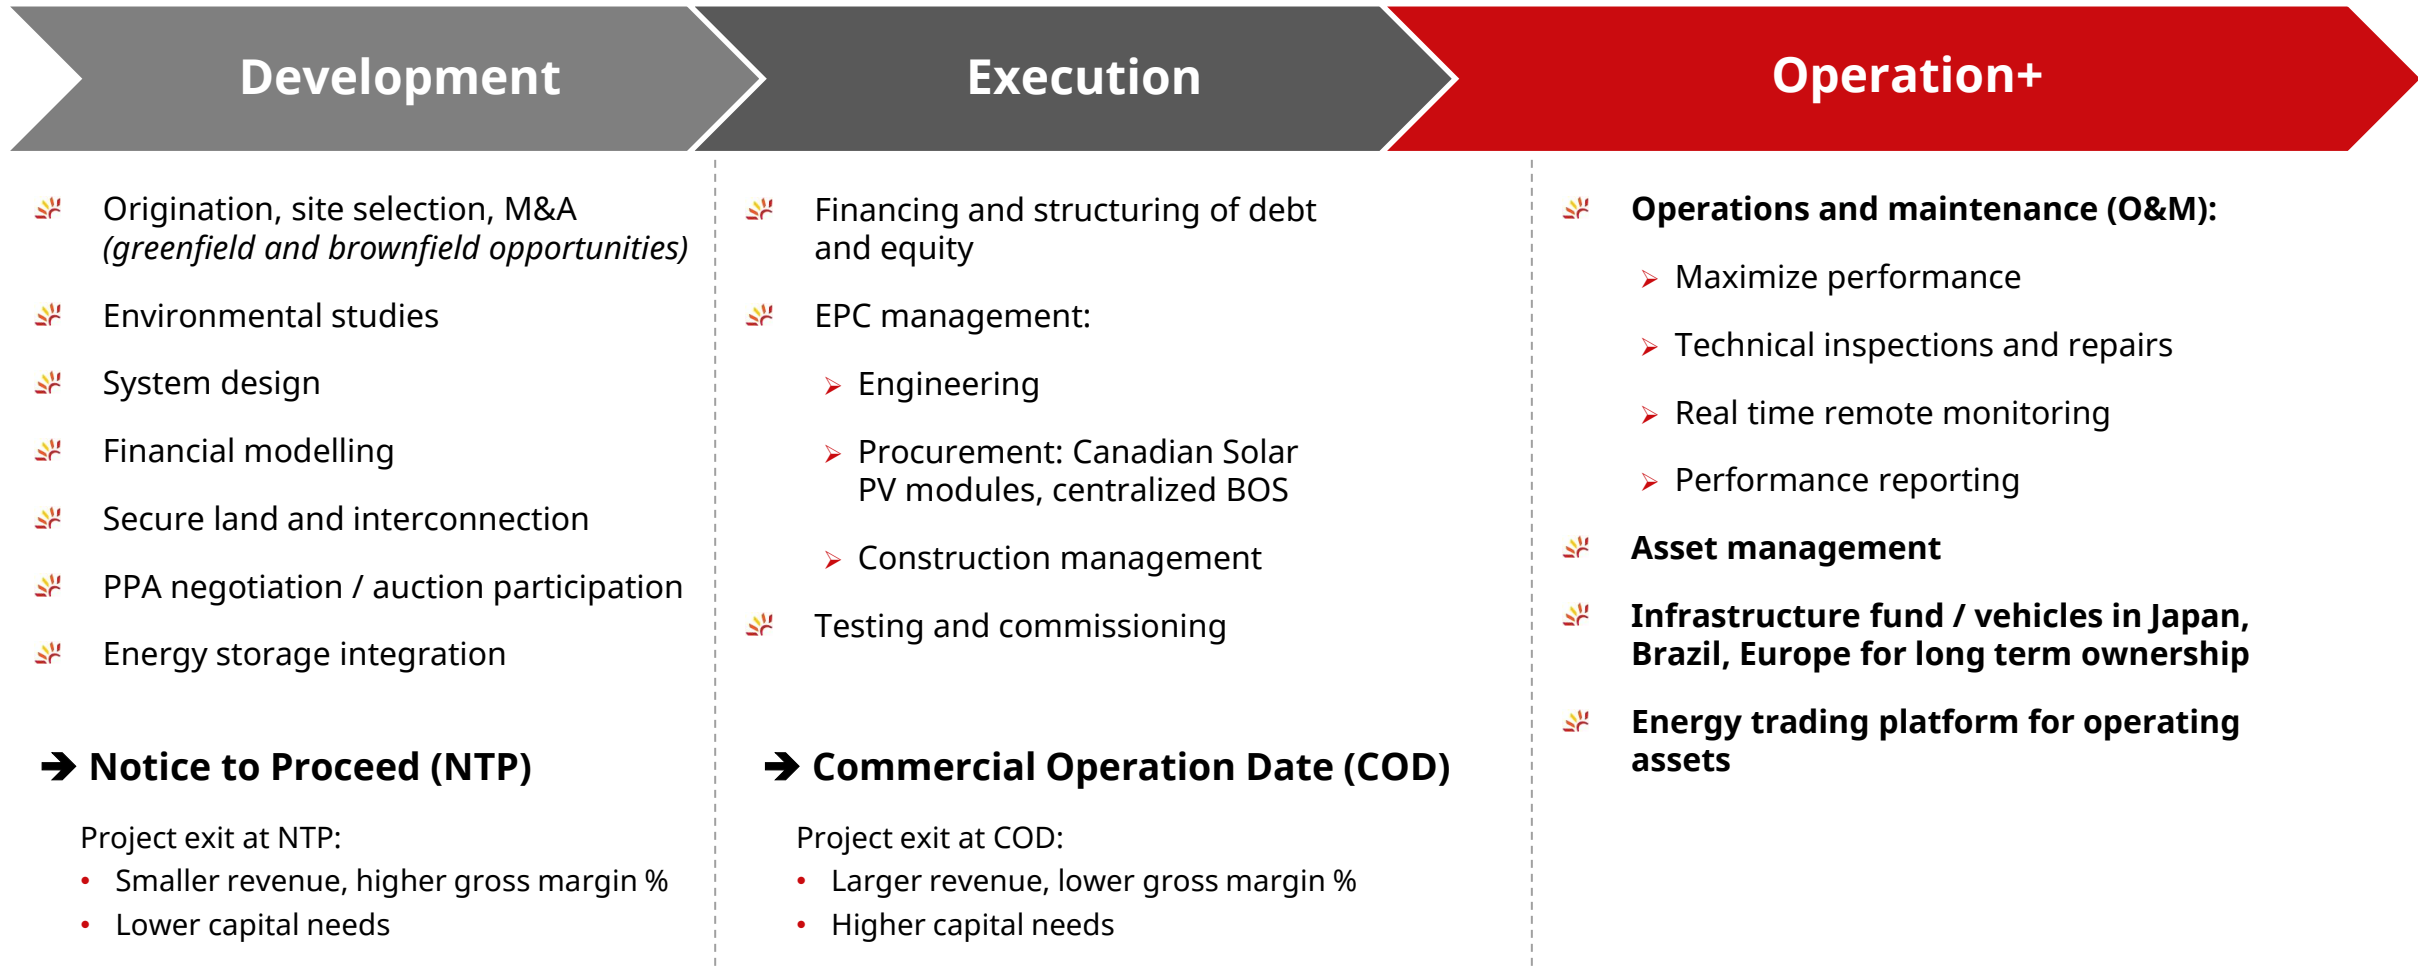 Development
Origination, site selection, M&A
(greenfield and brownfield opportunities)
Environmental studies
System design
Financial modelling
Secure land and interconnection
PPA negotiation / auction participation
Energy storage integration
➔ Notice to Proceed (NTP)
Project exit at NTP:
• Smaller revenue, higher gross margin %
• Lower capital needs
Execution
Financing and structuring of debt
and equity
EPC management:
➢ Engineering
➢ Procurement: Canadian Solar
PV modules, centralized BOS
➢ Construction management
Testing and commissioning
➔ Commercial Operation Date (COD)
Project exit at COD:
• Larger revenue, lower gross margin %
• Higher capital needs
Operation+
Operations and maintenance (O&M):
➢ Maximize performance
➢ Technical inspections and repairs
➢ Real time remote monitoring
➢ Performance reporting
Asset management
Infrastructure fund / vehicles in Japan,
Brazil, Europe for long term ownership
Energy trading platform for operating
assets